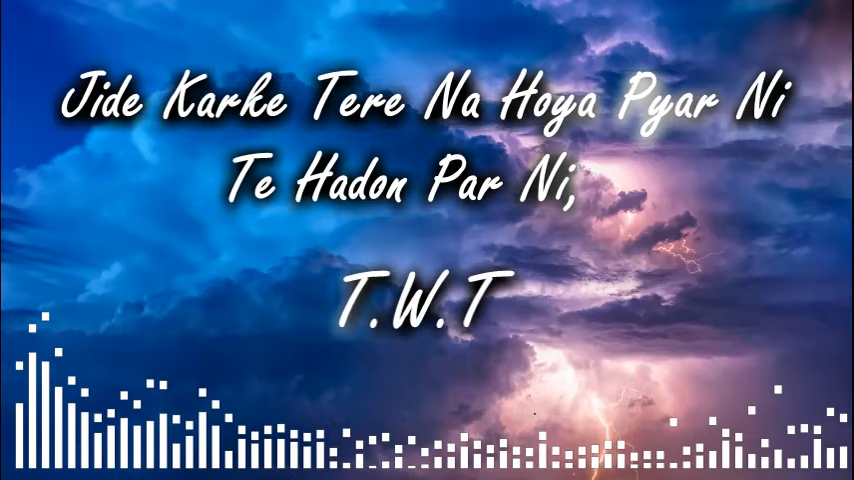 Jide Karke Tere Na Hoya Pyar Ni
Te Hadon Par Ni,
T.W.T